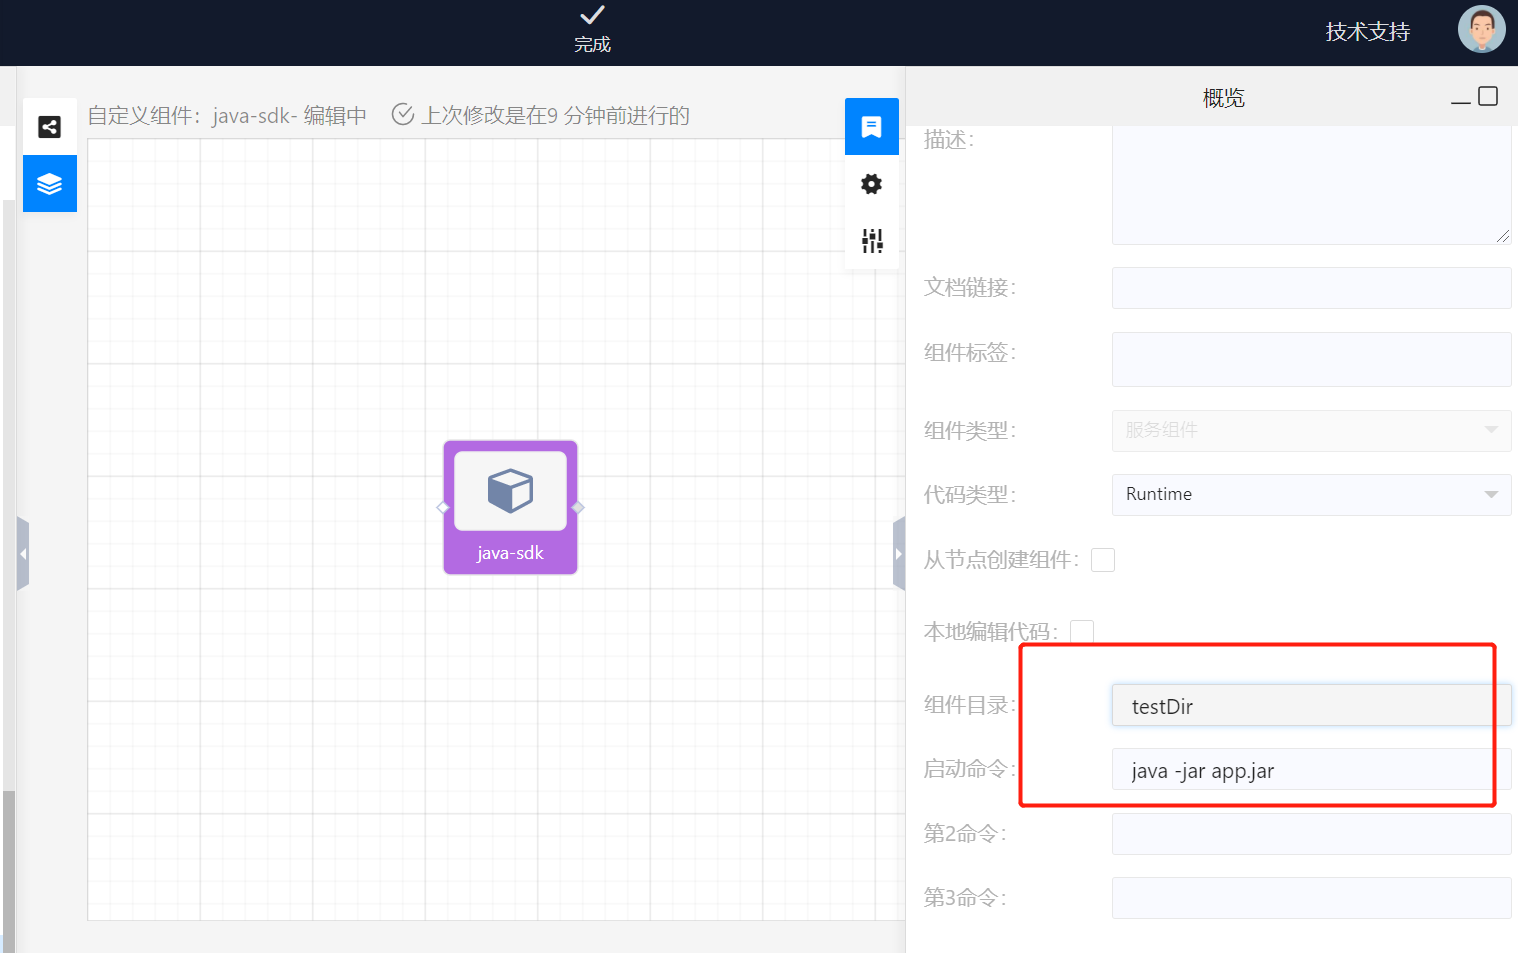 完成
技术支持
自定义组件：java-sdk- 编辑中 上次修改是在9 分钟前进行的
java-sdk
概览
描述：
文档链接：
组件标签：
组件类型： 服务组件
代码类型： Runtime
从节点创建组件：
本地编辑代码：
组件目录： testDir
启动命令： java -jar app.jar
第2命令：
第3命令：